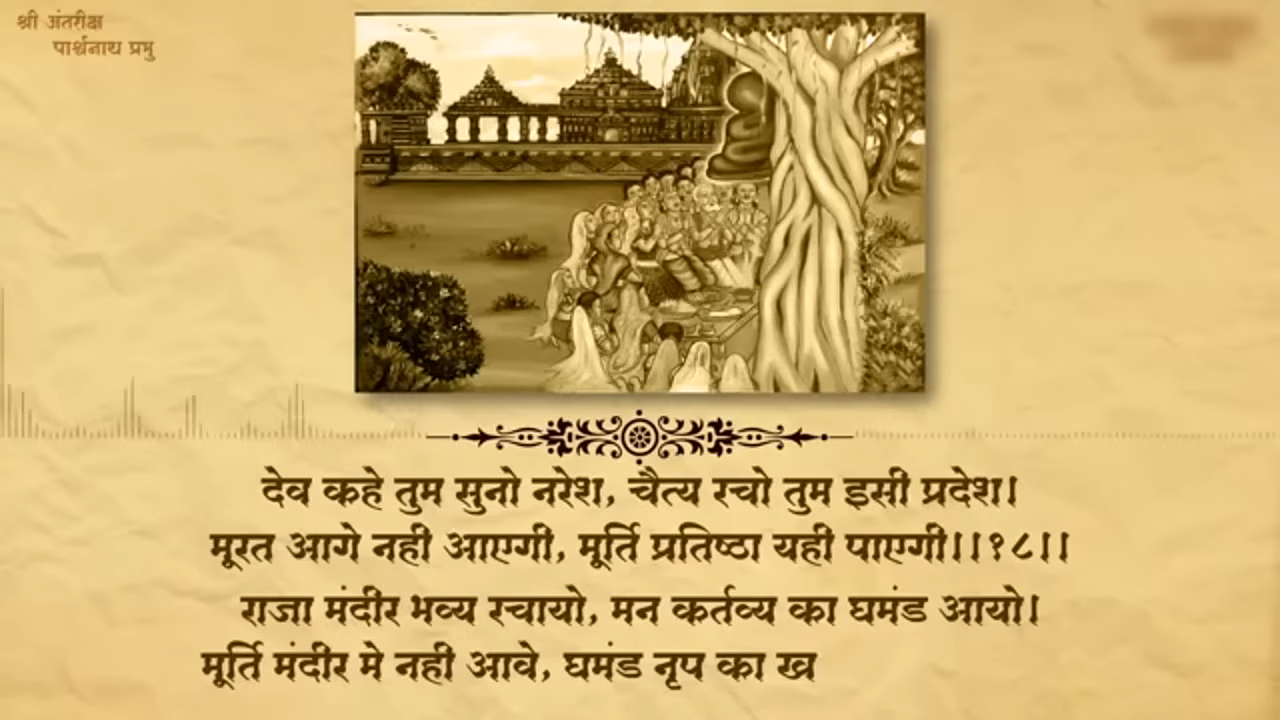 श्री अंतरीक्ष
पार्श्वनाथ प्रभु
देव कहे तुम सुनो नरेश, चैत्य रचो तुम इसी प्रदेश।
मूरत आगे नही आएगी, मूर्ति प्रतिष्ठा यही पाएगी।।१८।।
राजा मंदीर भव्य रचायो, मन कर्तव्य का घमंड आयो।
मूर्ति मंदीर मे नही आवे, घमंड नृप का ख